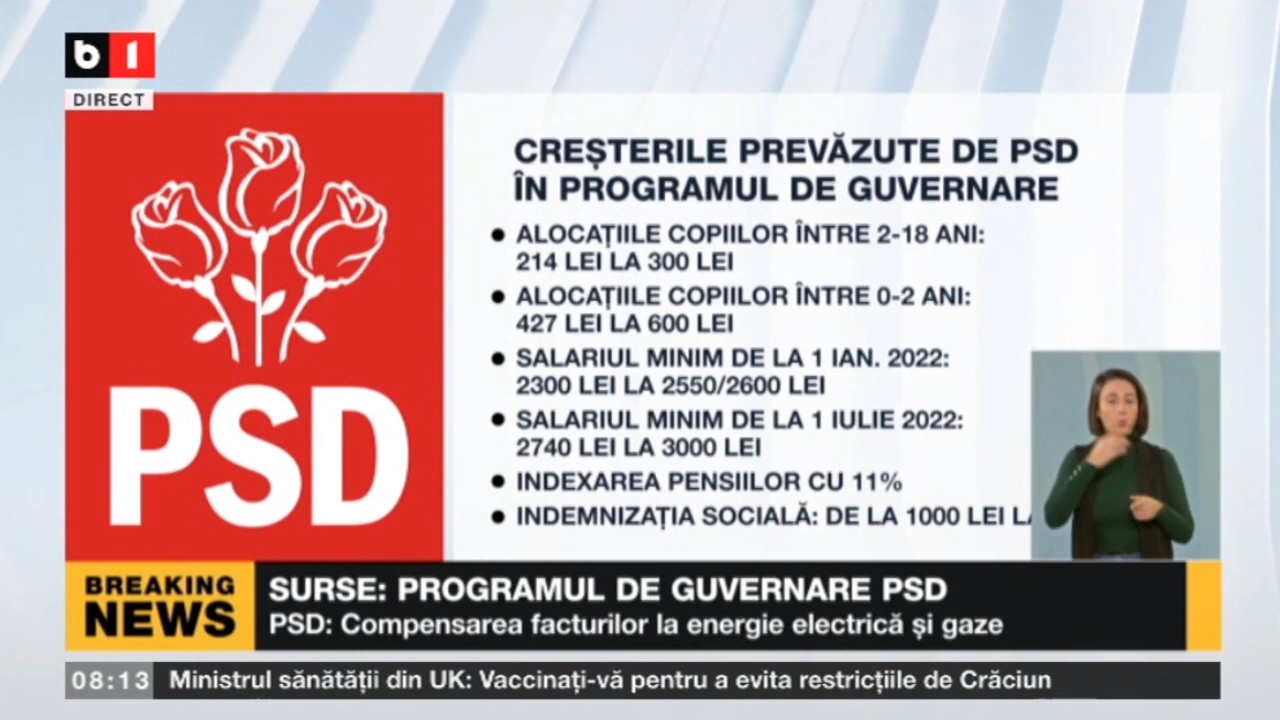 b 1
DIRECT
CREȘTERILE PREVĂZUTE DE PSD
ÎN PROGRAMUL DE GUVERNARE
● ALOCAȚIILE COPIILOR ÎNTRE 2-18 ANI:
214 LEI LA 300 LEI
● ALOCAȚIILE COPIILOR ÎNTRE 0-2 ANI:
427 LEI LA 600 LEI
● SALARIUL MINIM DE LA 1 IAN. 2022:
2300 LEI LA 2550/2600 LEI
● SALARIUL MINIM DE LA 1 IULIE 2022:
2740 LEI LA 3000 LEI
● INDEXAREA PENSIILOR CU 11%
● INDEMNIZAȚIA SOCIALĂ: DE LA 1000 LEI
PSD
BREAKING
NEWS
SURSE: PROGRAMUL DE GUVERNARE PSD
PSD: Compensarea facturilor la energie electrică și gaze
08:13 Ministrul sănătății din UK: Vaccinați-vă pentru a evita restricțiile de Crăciun